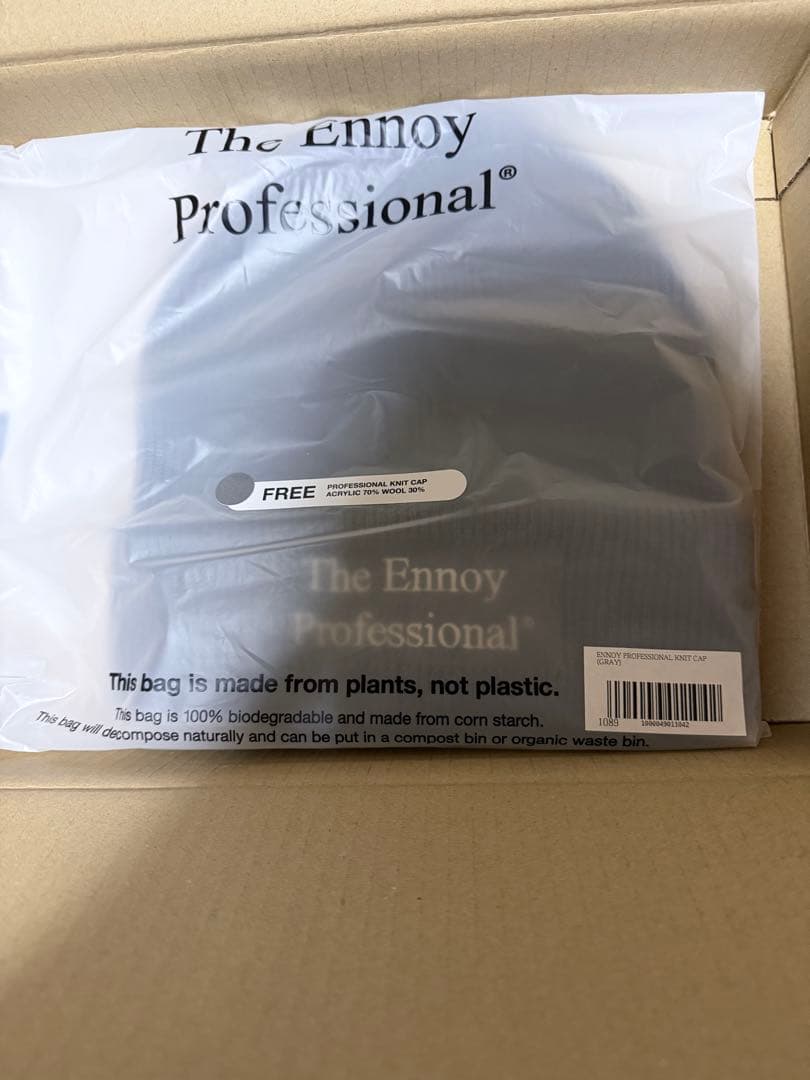 The Ennoy
Professional®
FREE
PROFESSIONAL KNIT CAP
ACRYLIC 70% WOOL 30%
The Ennoy
Professional®
ENNOY PROFESSIONAL KNIT CAP
(GRAY)
1089
1000049013042
This bag is made from plants, not plastic.
This bag is 100% biodegradable and made from corn starch.
This bag will decompose naturally and can be put in a compost bin or organic waste bin.